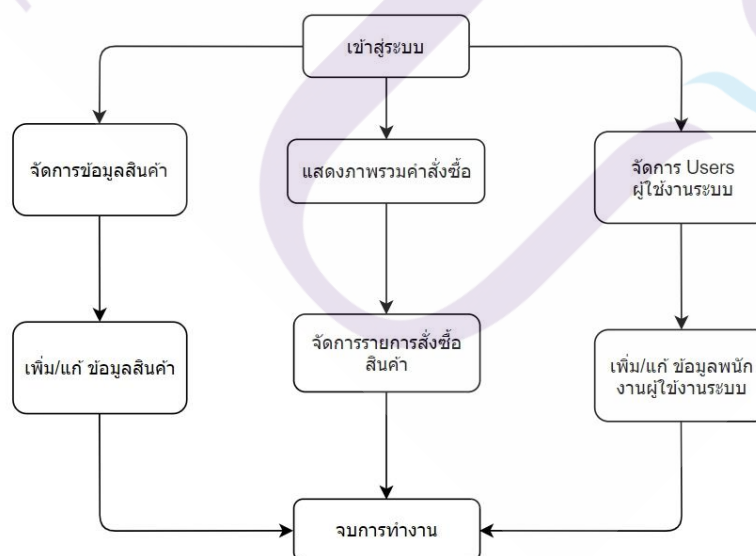 เข้าสู่ระบบ
จัดการข้อมูลสินค้า
แสดงภาพรวมคำสั่งซื้อ
จัดการ Users
ผู้ใช้งานระบบ
เพิ่ม/แก้ ข้อมูลสินค้า
จัดการรายการสั่งซื้อ
สินค้า
เพิ่ม/แก้ ข้อมูลพนัก
งานผู้ใช้งานระบบ
จบการทำงาน